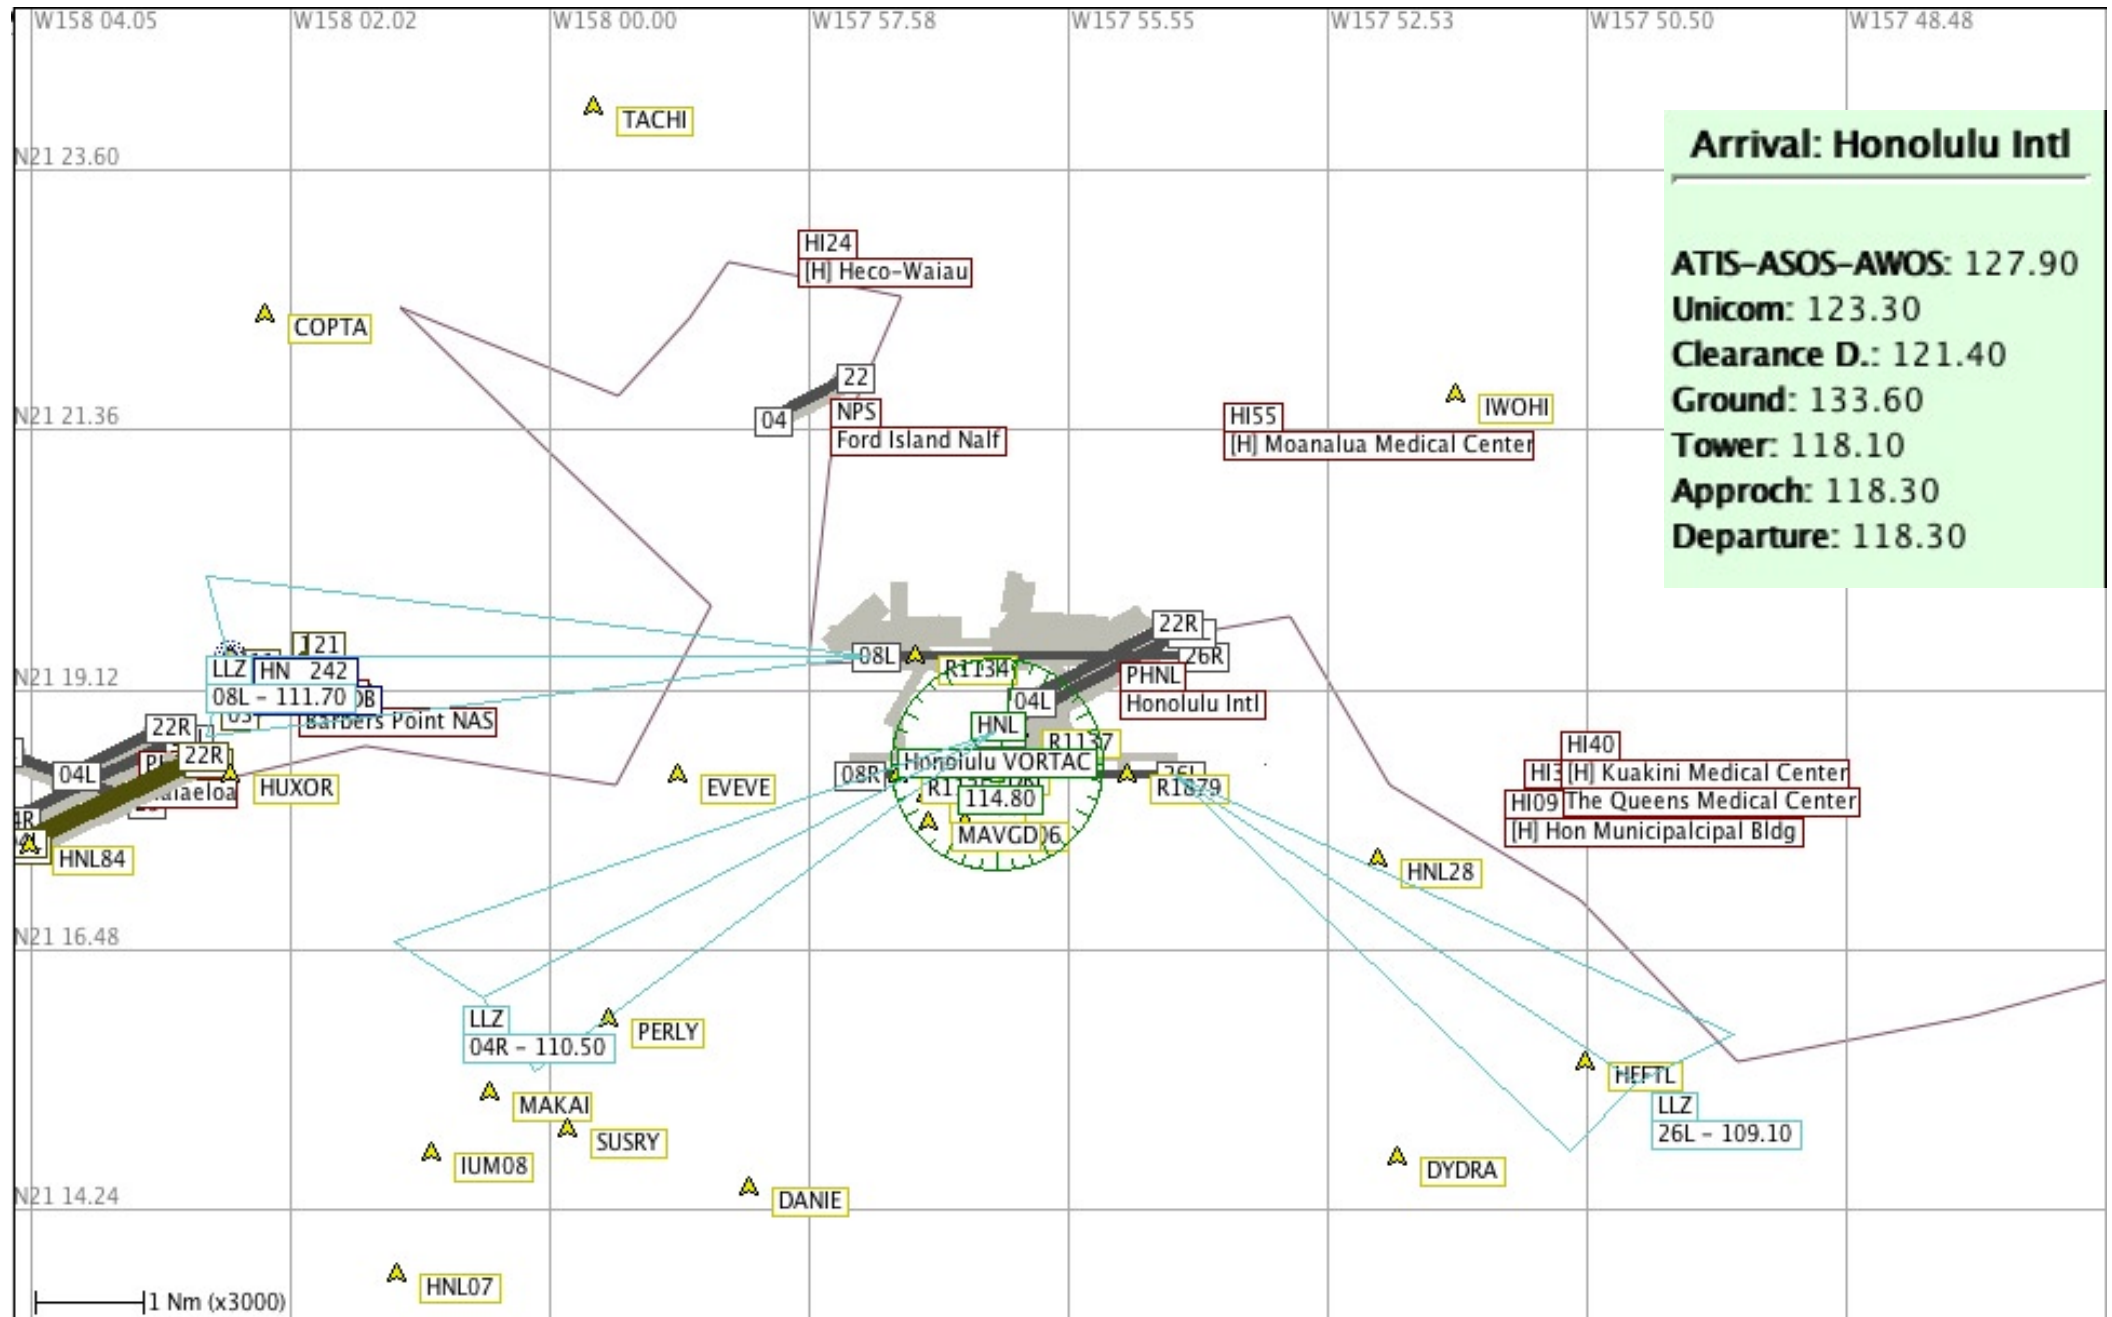 W158 04.05
W158 02.02
W158 00.00
W157 57.58
W157 55.55
W157 52.53
W157 50.50
W157 48.48
TACHI
Arrival: Honolulu Intl
N21 23.60
HI24
[H] Heco-Waiau
ATIS-ASOS-AWOS: 127.90
Unicom: 123.30
COPTA
Clearance D.: 121.40
22
04
NPS
Ford Island Nalf
IWOHI
HI55
[H] Moanalua Medical Center
Ground: 133.60
N21 21.36
Tower: 118.10
Approch: 118.30
Departure: 118.30
22R
21
LLZ
HN 242
08L - 111.70
08L
R1134
26R
PHNL
Honolulu Intl
N21 19.12
04L
Barbers Point NAS
22R
HNL
R1137
22R
04L
Honolulu VORTAC
HI40
[H] Kuakini Medical Center
HUXOR
EVEVE
08R
26L
R1879
114.80
HI09
The Queens Medical Center
MAVGD
[H] Hon Municipalcipal Bldg
HNL84
HNL28
N21 16.48
LLZ
04R - 110.50
PERLY
HEFTL
MAKAI
LLZ
26L - 109.10
SUSRY
IUM08
DYDRA
N21 14.24
DANIE
HNL07
1 Nm (x3000)